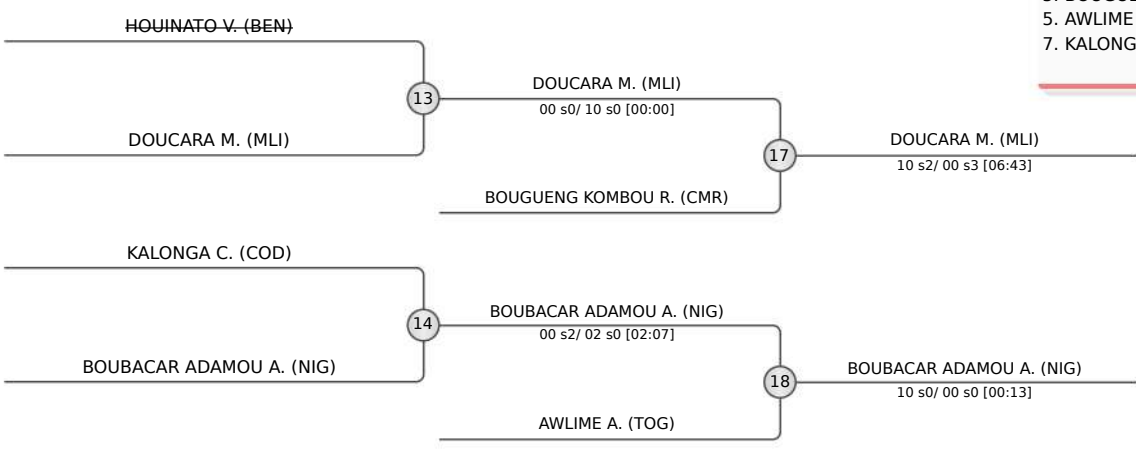 HOUINATO V. (BEN)
5. AWLIME
7. KALONG
13
DOUCARA M. (MLI)
00 s0/ 10 s0 [00:00]
DOUCARA M. (MLI)
17
DOUCARA M. (MLI)
10 s2/ 00 s3 [06:43]
BOUGUENG KOMBOU R. (CMR)
KALONGA C. (COD)
14
BOUBACAR ADAMOU A. (NIG)
00 s2/ 02 s0 [02:07]
BOUBACAR ADAMOU A. (NIG)
18
BOUBACAR ADAMOU A. (NIG)
10 s0/ 00 s0 [00:13]
AWLIME A. (TOG)